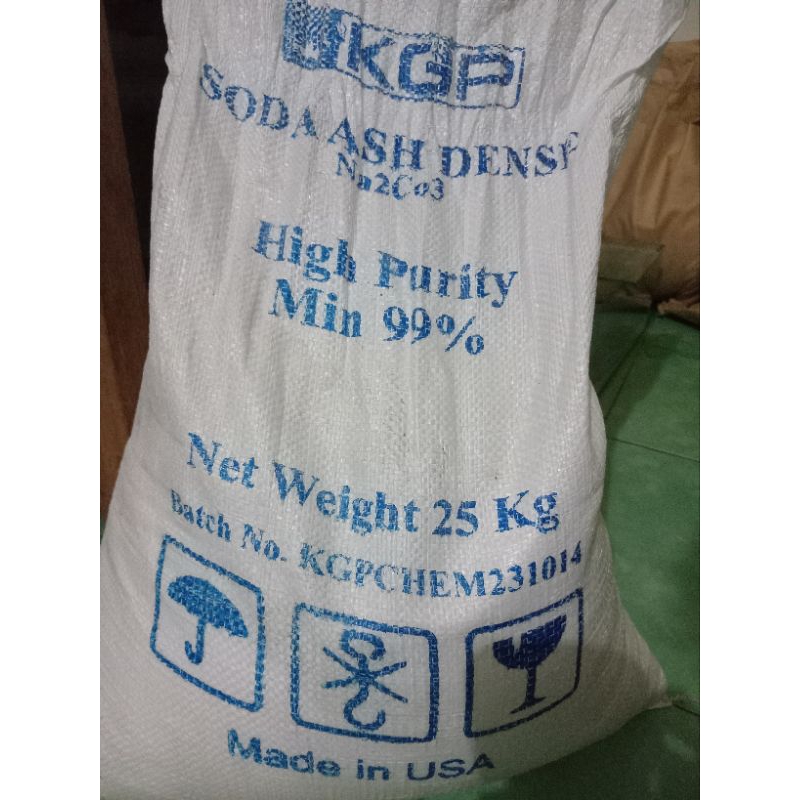 KGP
SODA ASH DENSE
Na2Co3
High Purity
Min 99%
Net Weight 25 Kg
Batch No. KGPCHEM231014
Made in USA